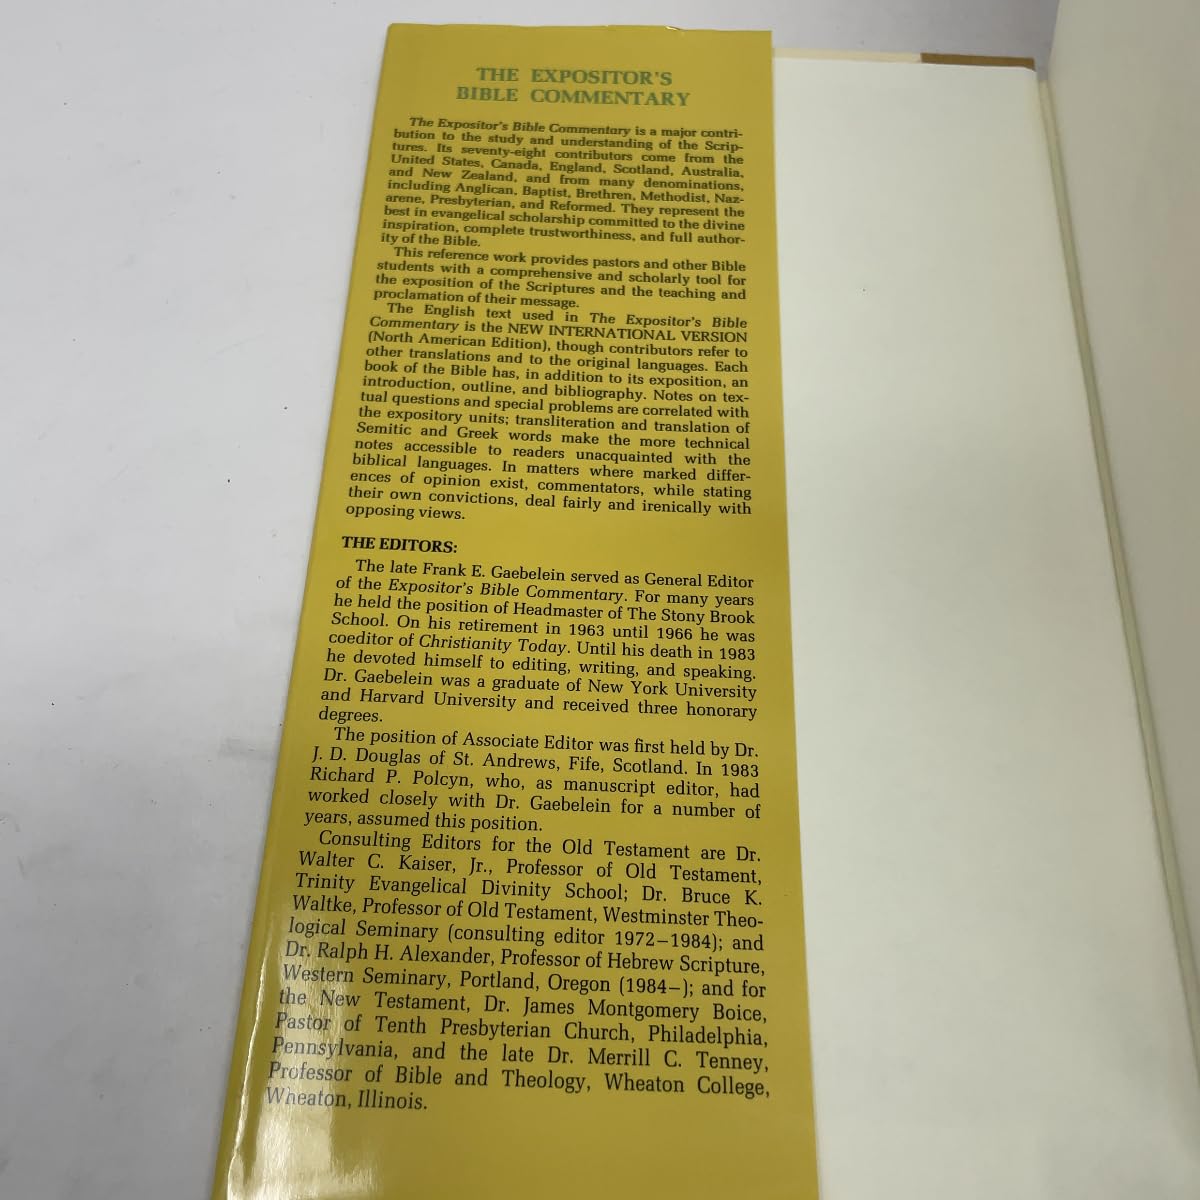 THE EXPOSITOR'S
BIBLE COMMENTARY
The Expositor's Bible Commentary is a major contri-
bution to the study and understanding of the Scrip-
tures. Its seventy-eight contributors come from the
United States, Canada, England, Scotland, Australia,
and New Zealand, and from many denominations,
including Anglican, Baptist, Brethren, Methodist, Naz-
arene, Presbyterian, and Reformed. They represent the
best in evangelical scholarship committed to the divine
inspiration, complete trustworthiness, and full author-
ity of the Bible.
This reference work provides pastors and other Bible
students with a comprehensive and scholarly tool for
the exposition of the Scriptures and the teaching and
proclamation of their message.
The English text used in The Expositor's Bible
Commentary is the NEW INTERNATIONAL VERSION
(North American Edition), though contributors refer to
other translations and to the original languages. Each
book of the Bible has, in addition to its exposition, an
introduction, outline, and bibliography. Notes on tex-
tual questions and special problems are correlated with
the expository units; transliteration and translation of
Semitic and Greek words make the more technical
notes accessible to readers unacquainted with the
biblical languages. In matters where marked differ-
ences of opinion exist, commentators, while stating
their own convictions, deal fairly and irenically with
opposing views.
THE EDITORS:
The late Frank E. Gaebelein served as General Editor
of the Expositor's Bible Commentary. For many years
he held the position of Headmaster of The Stony Brook
School. On his retirement in 1963 until 1966 he was
coeditor of Christianity Today. Until his death in 1983
he devoted himself to editing, writing, and speaking.
Dr. Gaebelein was a graduate of New York University
and Harvard University and received three honorary
degrees.
The position of Associate Editor was first held by Dr.
J. D. Douglas of St. Andrews, Fife, Scotland. In 1983
Richard P. Polcyn, who, as manuscript editor, had
worked closely with Dr. Gaebelein for a number of
years, assumed this position.
Consulting Editors for the Old Testament are Dr.
Walter C. Kaiser, Jr., Professor of Old Testament,
Trinity Evangelical Divinity School; Dr. Bruce K.
Waltke, Professor of Old Testament, Westminster Theo-
logical Seminary (consulting editor 1972–1984); and
Dr. Ralph H. Alexander, Professor of Hebrew Scripture,
Western Seminary, Portland, Oregon (1984–); and for
the New Testament, Dr. James Montgomery Boice,
Pastor of Tenth Presbyterian Church, Philadelphia,
Pennsylvania, and the late Dr. Merrill C. Tenney,
Professor of Bible and Theology, Wheaton College,
Wheaton, Illinois.